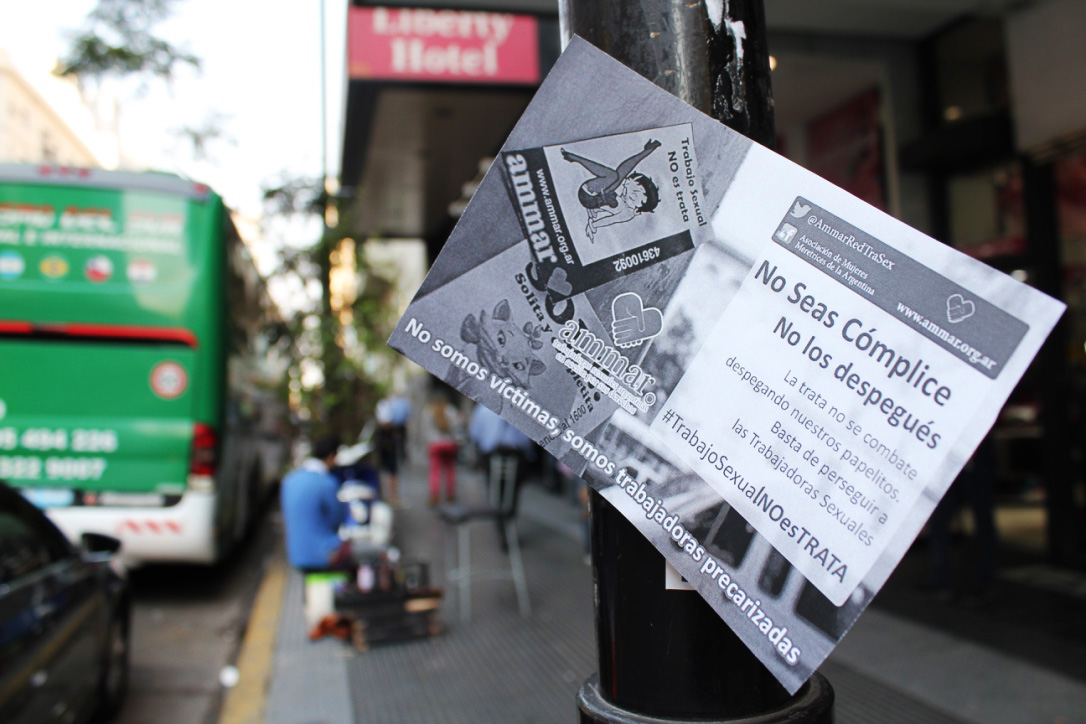 Liberty
Hotel
Trabajo Sexual
NO es trata
www.ammar.org.ar
ammar
43610092
Solita y
ammar
No somos víctimas, somos trabajadoras precarizadas
@AmmarRedTraSex
Asociación de Mujeres
Meretrices de la Argentina
www.ammar.org.ar
No Seas Cómplice
No los despegués
La trata no se combate
despegando nuestros papelitos.
Basta de perseguir a
las Trabajadoras Sexuales
#TrabajoSexualNOesTRATA